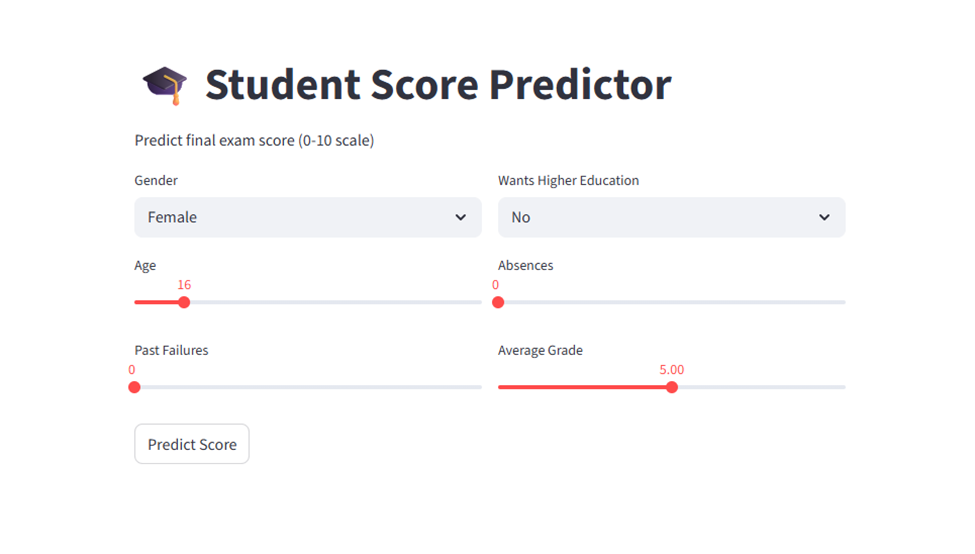 Student Score Predictor
Predict final exam score (0-10 scale)
Gender
Wants Higher Education
Female
No
Age
Absences
16
0
Past Failures
Average Grade
0
5.00
Predict Score